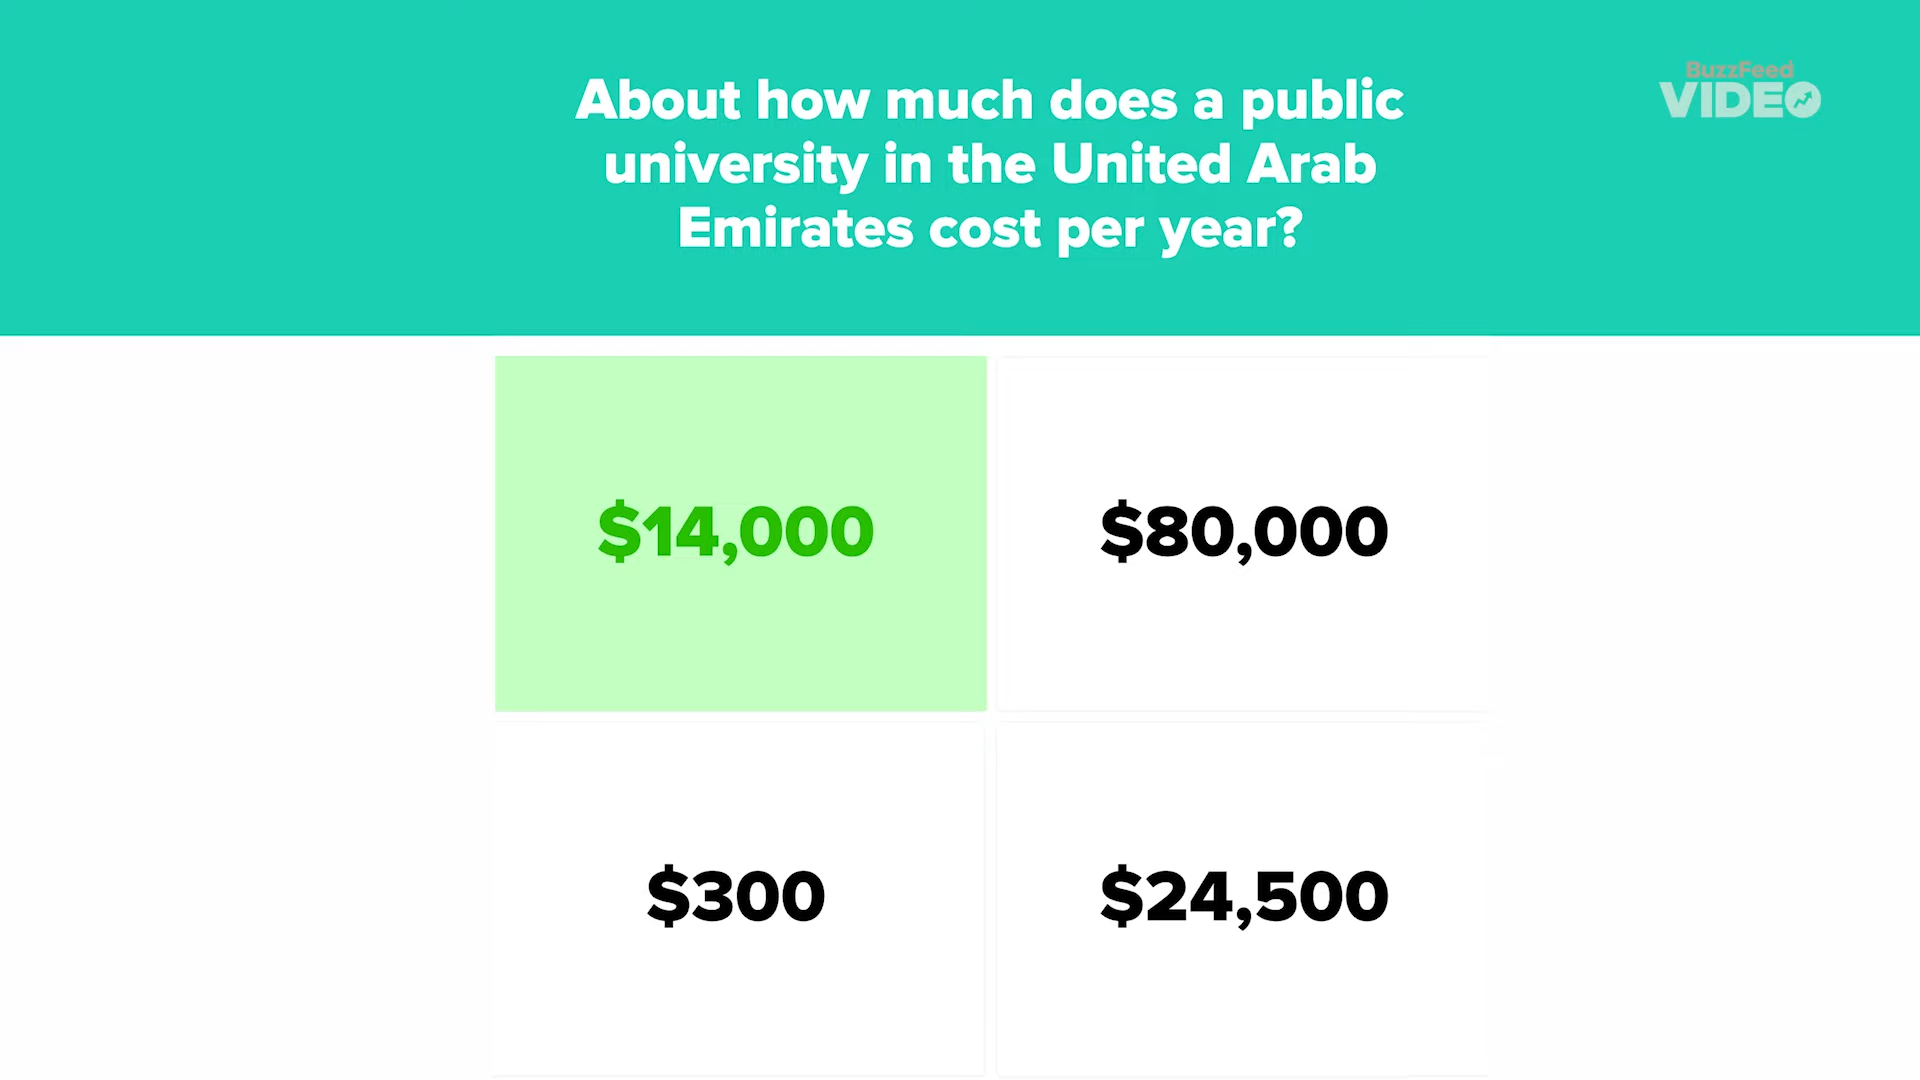 About how much does a public
university in the United Arab
Emirates cost per year?
BuzzFeed
VIDEO
$14,000
$80,000
$300
$24,500